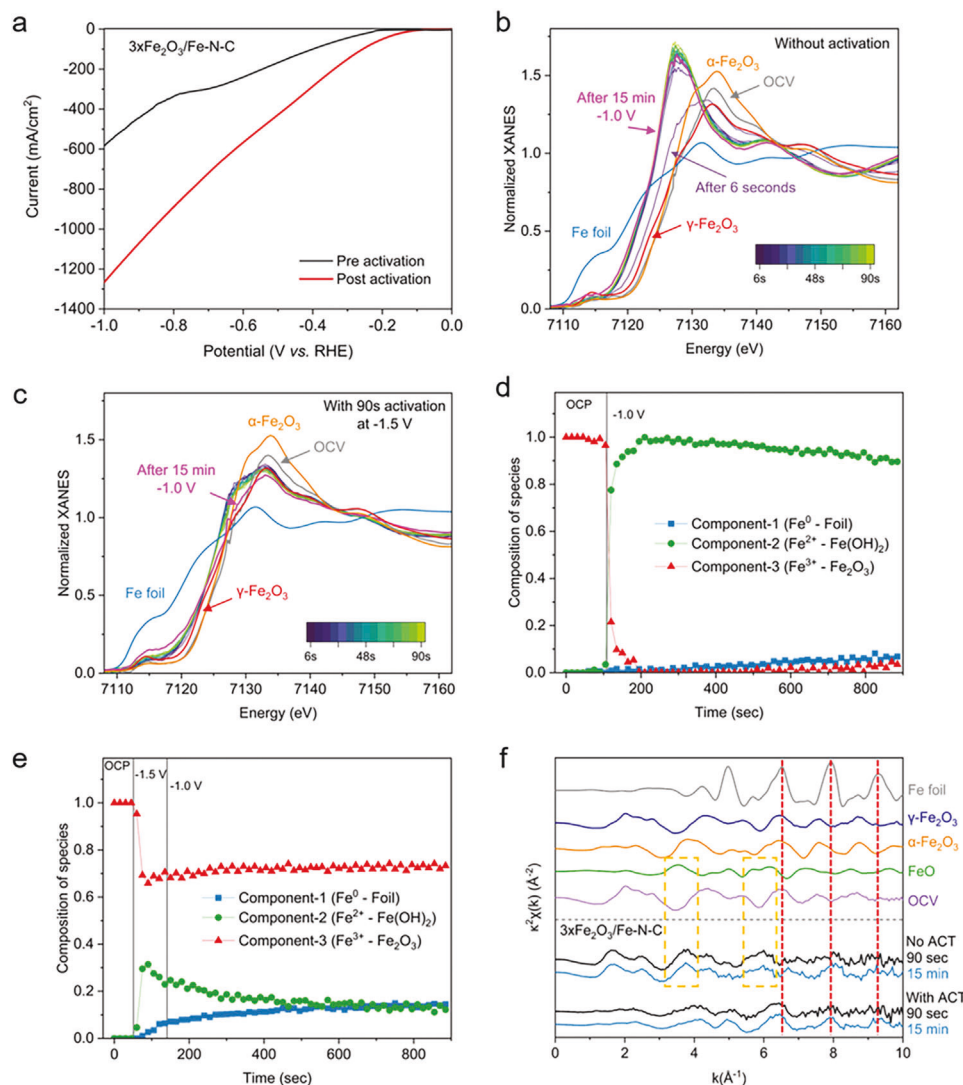 a
3xFe₂O₃/Fe-N-C
Current (mA/cm²)
0
-200
-400
-600
-800
-1000
-1200
-1400
Pre activation
Post activation
-1.0
-0.8
-0.6
-0.4
-0.2
0.0
Potential (V vs. RHE)
b
Without activation
α-Fe₂O₃
OCV
After 15 min
-1.0 V
After 6 seconds
Fe foil
γ-Fe₂O₃
6s
48s
90s
Normalized XANES
1.5
1.0
0.5
0.0
7110
7120
7130
7140
7150
7160
Energy (eV)
c
With 90s activation
at -1.5 V
α-Fe₂O₃
OCV
After 15 min
-1.0 V
Fe foil
γ-Fe₂O₃
6s
48s
90s
Normalized XANES
1.5
1.0
0.5
0.0
7110
7120
7130
7140
7150
7160
Energy (eV)
d
OCP
-1.0 V
Component-1 (Fe⁰ - Foil)
Component-2 (Fe²⁺ - Fe(OH)₂)
Component-3 (Fe³⁺ - Fe₂O₃)
Composition of species
1.0
0.8
0.6
0.4
0.2
0.0
0
200
400
600
800
Time (sec)
e
OCP
-1.5 V
-1.0 V
Component-1 (Fe⁰ - Foil)
Component-2 (Fe²⁺ - Fe(OH)₂)
Component-3 (Fe³⁺ - Fe₂O₃)
Composition of species
1.0
0.8
0.6
0.4
0.2
0.0
0
200
400
600
800
Time (sec)
f
Fe foil
γ-Fe₂O₃
α-Fe₂O₃
FeO
OCV
3xFe₂O₃/Fe-N-C
No ACT
90 sec
15 min
With ACT
90 sec
15 min
κ²χ(k) (Å⁻²)
0
2
4
6
8
10
k(Å⁻¹)